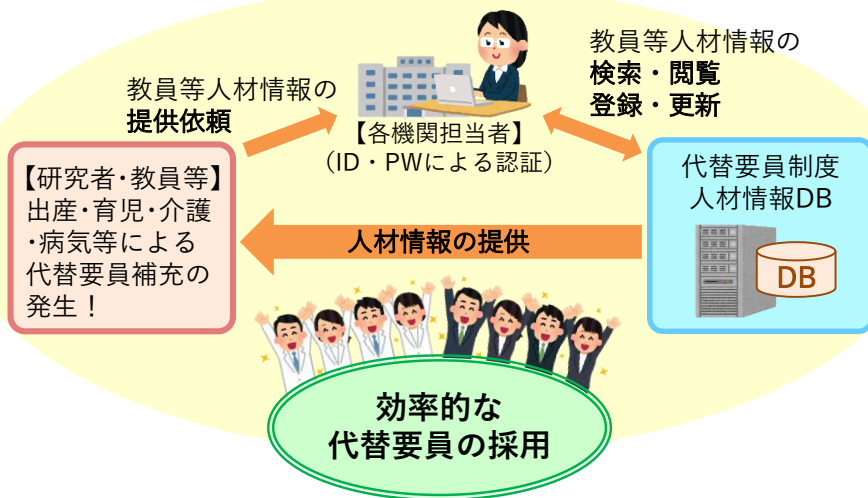 教員等人材情報の
提供依頼
【各機関担当者】
（ID・PWによる認証）
教員等人材情報の
検索・閲覧
登録・更新
【研究者・教員等】
出産・育児・介護
・病気等による
代替要員補充の
発生！
人材情報の提供
代替要員制度
人材情報DB
DB
効率的な
代替要員の採用